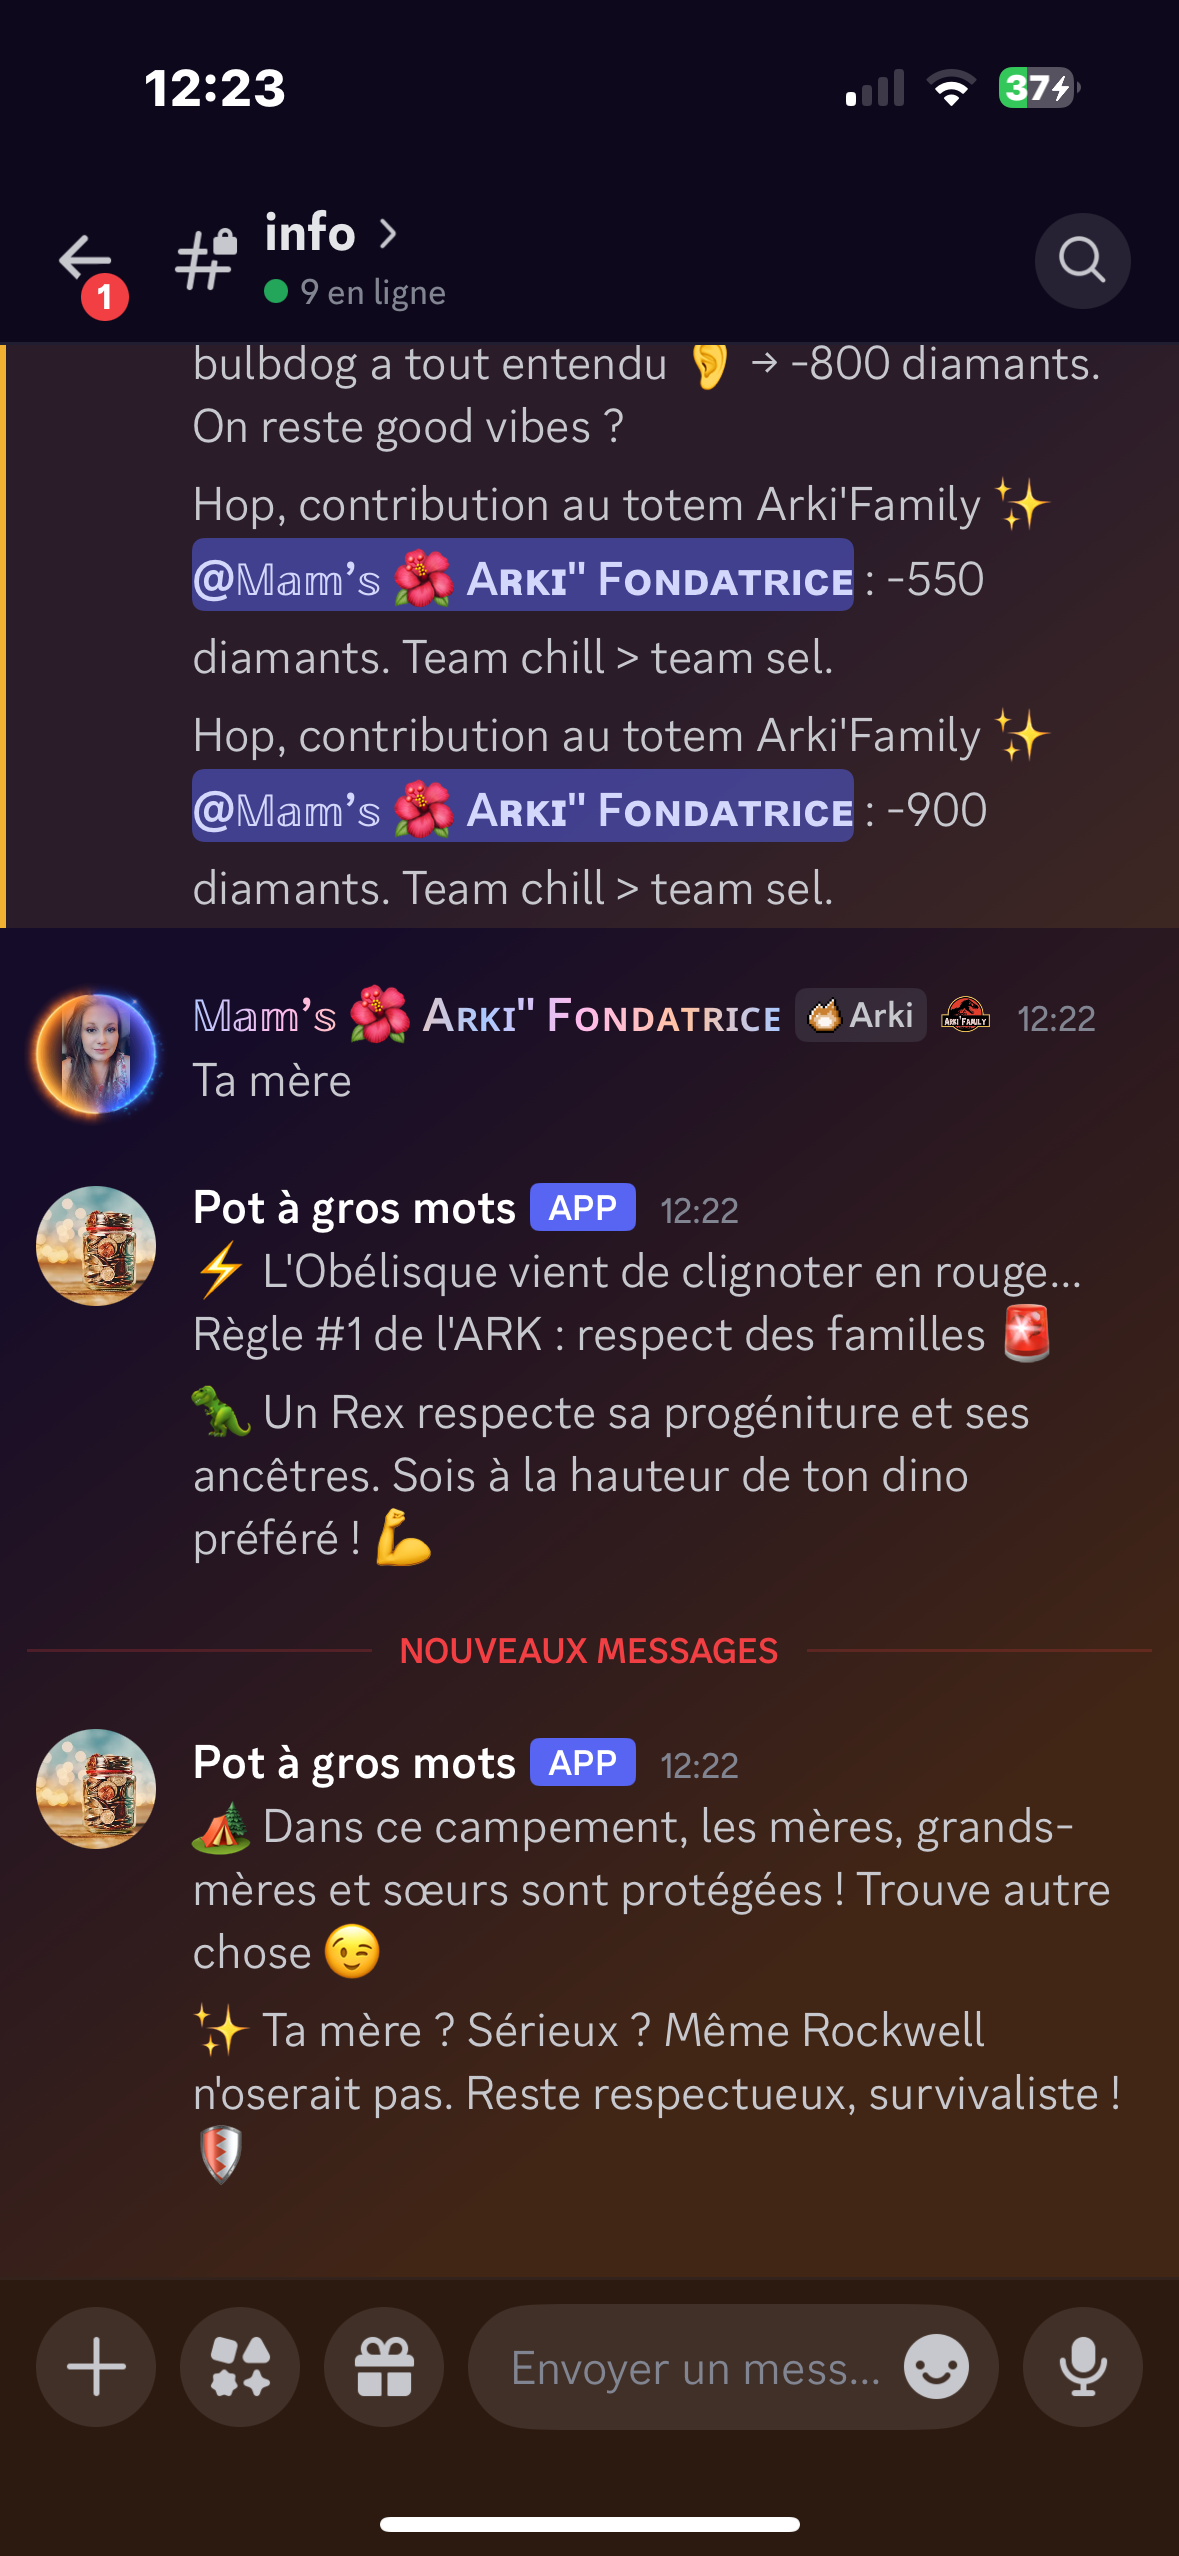 12:23
37
info
1
9 en ligne
bulbdog a tout entendu 👂 → -800 diamants.
On reste good vibes ?
Hop, contribution au totem Arki'Family ✨
@𝕄𝕒𝕞’𝕤 🌺 Aʀᴋɪ" Fᴏɴᴅᴀᴛʀɪᴄᴇ : -550
diamants. Team chill > team sel.
Hop, contribution au totem Arki'Family ✨
@𝕄𝕒𝕞’𝕤 🌺 Aʀᴋɪ" Fᴏɴᴅᴀᴛʀɪᴄᴇ : -900
diamants. Team chill > team sel.
𝕄𝕒𝕞’𝕤 🌺 Aʀᴋɪ" Fᴏɴᴅᴀᴛʀɪᴄᴇ Arki ARKI'FAMILY 12:22
Ta mère
Pot à gros mots APP 12:22
⚡ L'Obélisque vient de clignoter en rouge...
Règle #1 de l'ARK : respect des familles 🚨
🦖 Un Rex respecte sa progéniture et ses
ancêtres. Sois à la hauteur de ton dino
préféré ! 💪
NOUVEAUX MESSAGES
Pot à gros mots APP 12:22
🏕️ Dans ce campement, les mères, grands-
mères et sœurs sont protégées ! Trouve autre
chose 😉
✨ Ta mère ? Sérieux ? Même Rockwell
n'oserait pas. Reste respectueux, survivaliste !
🛡️
Envoyer un mess...